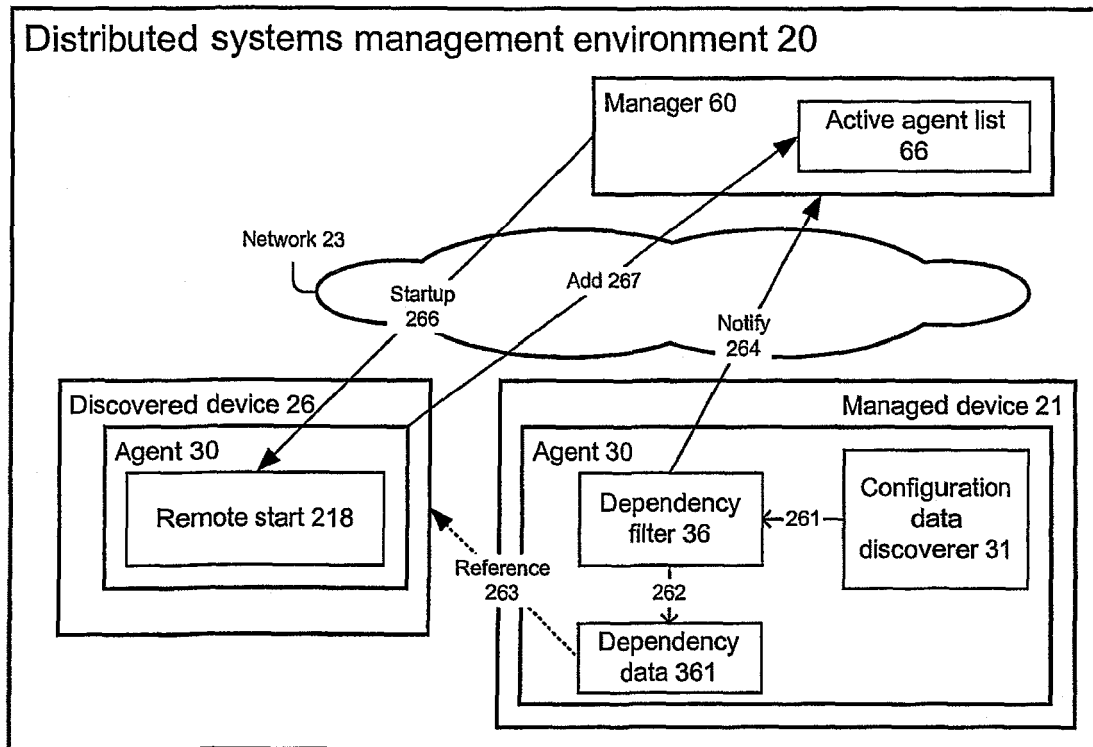 Distributed systems management environment 20
Manager 60
Active agent list
66
Network 23
Add 267
Startup
266
Notify
264
Discovered device 26
Agent 30
Remote start 218
Managed device 21
Agent 30
Dependency
filter 36
261
Configuration
data
discoverer 31
Reference
263
262
Dependency
data 361